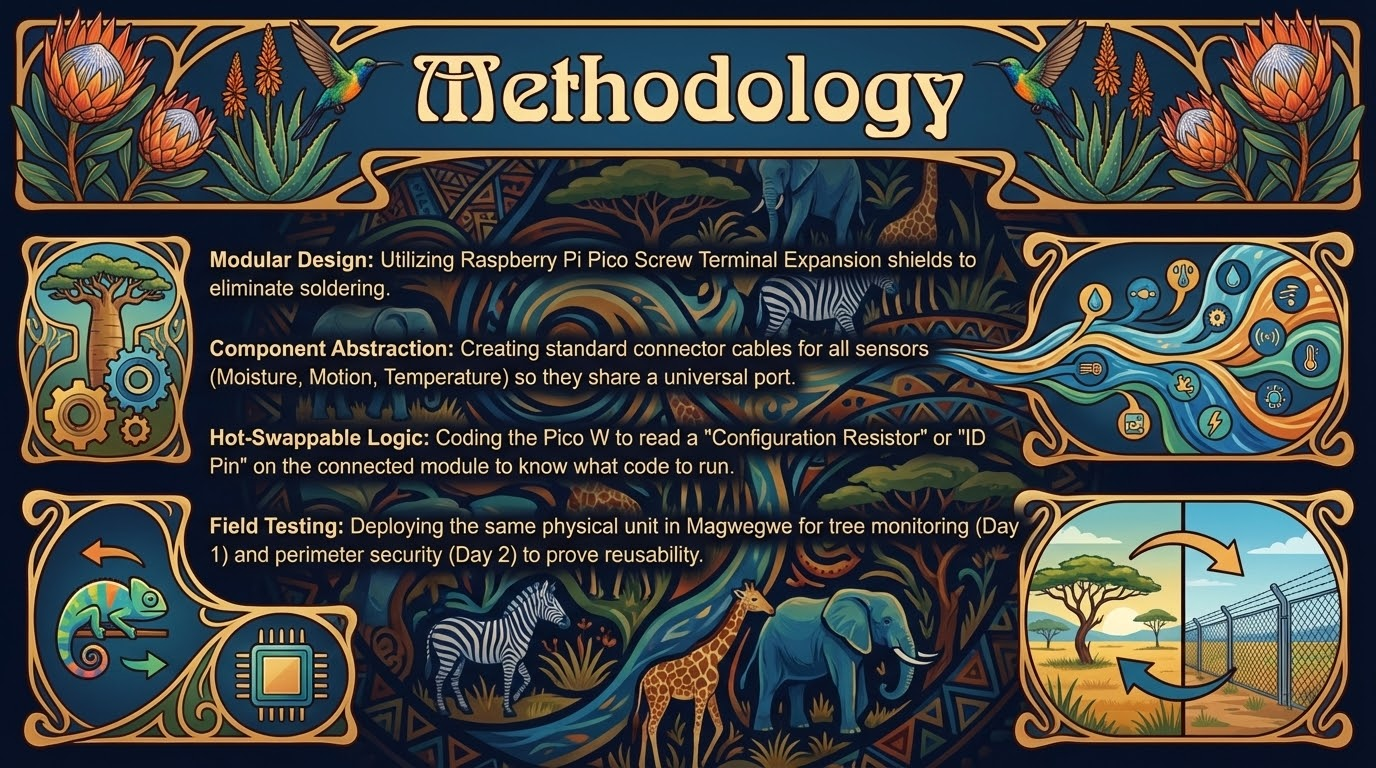 Methodology
Modular Design: Utilizing Raspberry Pi Pico Screw Terminal Expansion shields to
eliminate soldering.
Component Abstraction: Creating standard connector cables for all sensors
(Moisture, Motion, Temperature) so they share a universal port.
Hot-Swappable Logic: Coding the Pico W to read a "Configuration Resistor" or "ID
Pin" on the connected module to know what code to run.
Field Testing: Deploying the same physical unit in Magwegwe for tree monitoring (Day
1) and perimeter security (Day 2) to prove reusability.